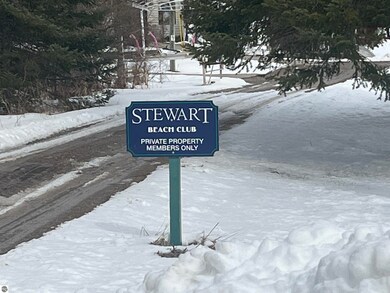 STEWART
BEACH CLUB
PRIVATE PROPERTY
MEMBERS ONLY